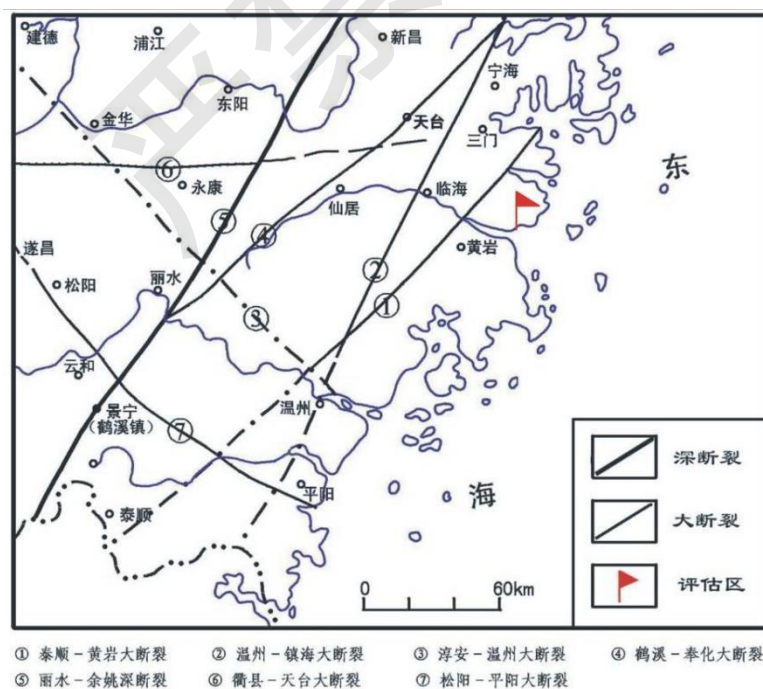 严禁
建德
浦江
新昌
宁海
东阳
金华
天台
三门
东
⑥
永康
仙居
临海
⑤
④
黄岩
遂昌
②
丽水
松阳
①
③
云和
温州
景宁
(鹤溪镇)
⑦
平阳
海
泰顺
0 60km
深断裂
大断裂
评估区
① 泰顺－黄岩大断裂 ② 温州－镇海大断裂 ③ 淳安－温州大断裂 ④ 鹤溪－奉化大断裂
⑤ 丽水－余姚深断裂 ⑥ 衢县－天台大断裂 ⑦ 松阳－平阳大断裂